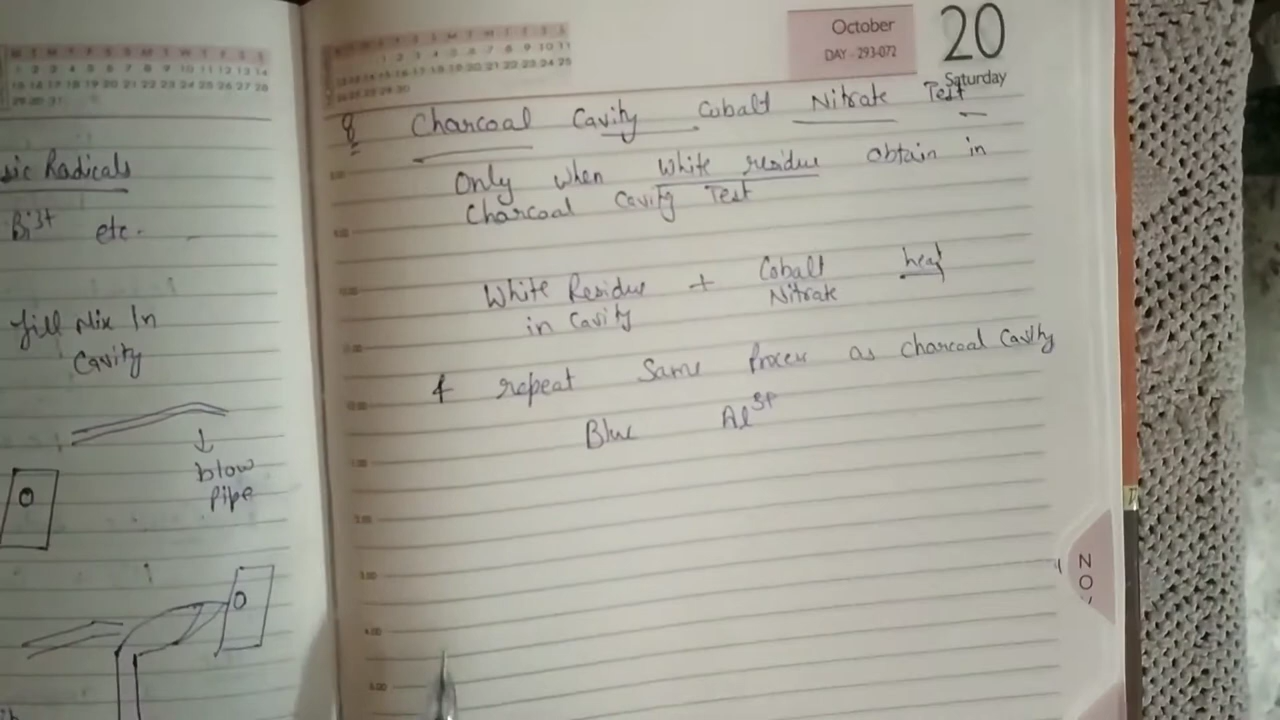 sic Radicals
Bi3+ etc.
fill Mix In
Cavity
blow
Pipe
October
DAY - 293-072
20
Saturday
8 Charcoal Cavity Cobalt Nitrate Test
Only when White residue obtain in
Charcoal Cavity Test
White Residue + Cobalt heat
in Cavity Nitrate
& repeat Same Process as charcoal Cavity
Blue Al3+
NO